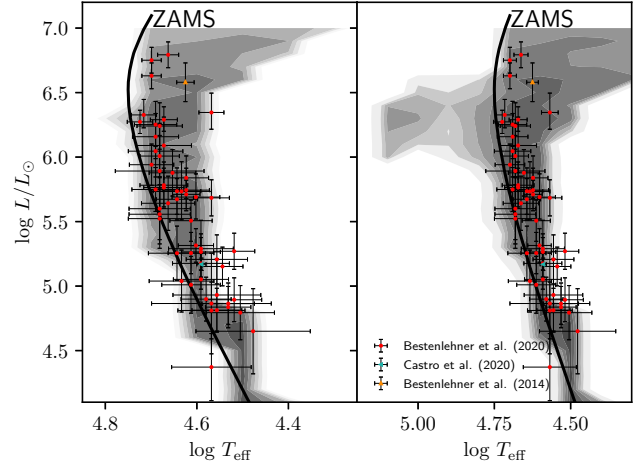 ZAMS
ZAMS
7.0
6.5
6.0
5.5
5.0
4.5
log L/L⊙
4.8
4.6
4.4
log Teff
5.00
4.75
4.50
log Teff
Bestenlehner et al. (2020)
Castro et al. (2020)
Bestenlehner et al. (2014)